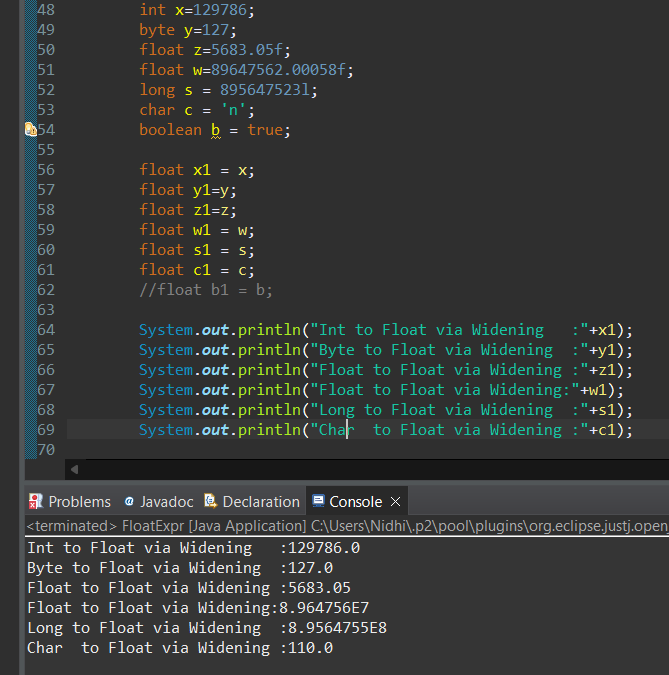 48 int x=129786;
49 byte y=127;
50 float z=5683.05f;
51 float w=89647562.00058f;
52 long s = 895647523l;
53 char c = 'n';
54 boolean b = true;
55
56 float x1 = x;
57 float y1=y;
58 float z1=z;
59 float w1 = w;
60 float s1 = s;
61 float c1 = c;
62 //float b1 = b;
63
64 System.out.println("Int to Float via Widening   :"+x1);
65 System.out.println("Byte to Float via Widening  :"+y1);
66 System.out.println("Float to Float via Widening :"+z1);
67 System.out.println("Float to Float via Widening:"+w1);
68 System.out.println("Long to Float via Widening  :"+s1);
69 System.out.println("Char  to Float via Widening :"+c1);
70
Problems @ Javadoc Declaration Console
<terminated> FloatExpr [Java Application] C:\Users\Nidhi\.p2\pool\plugins\org.eclipse.justj.open
Int to Float via Widening   :129786.0
Byte to Float via Widening  :127.0
Float to Float via Widening :5683.05
Float to Float via Widening:8.964756E7
Long to Float via Widening  :8.9564755E8
Char  to Float via Widening :110.0